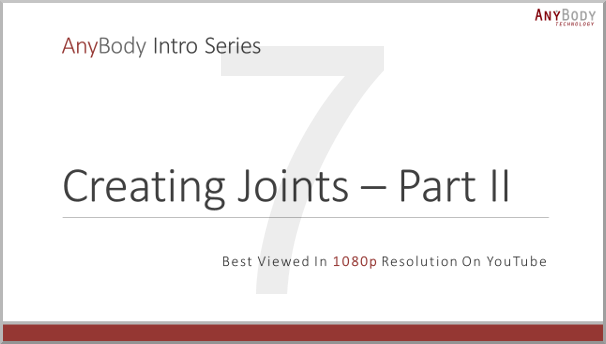 ANYBODY
TECHNOLOGY
AnyBody Intro Series
7
Creating Joints – Part II
Best Viewed In 1080p Resolution On YouTube